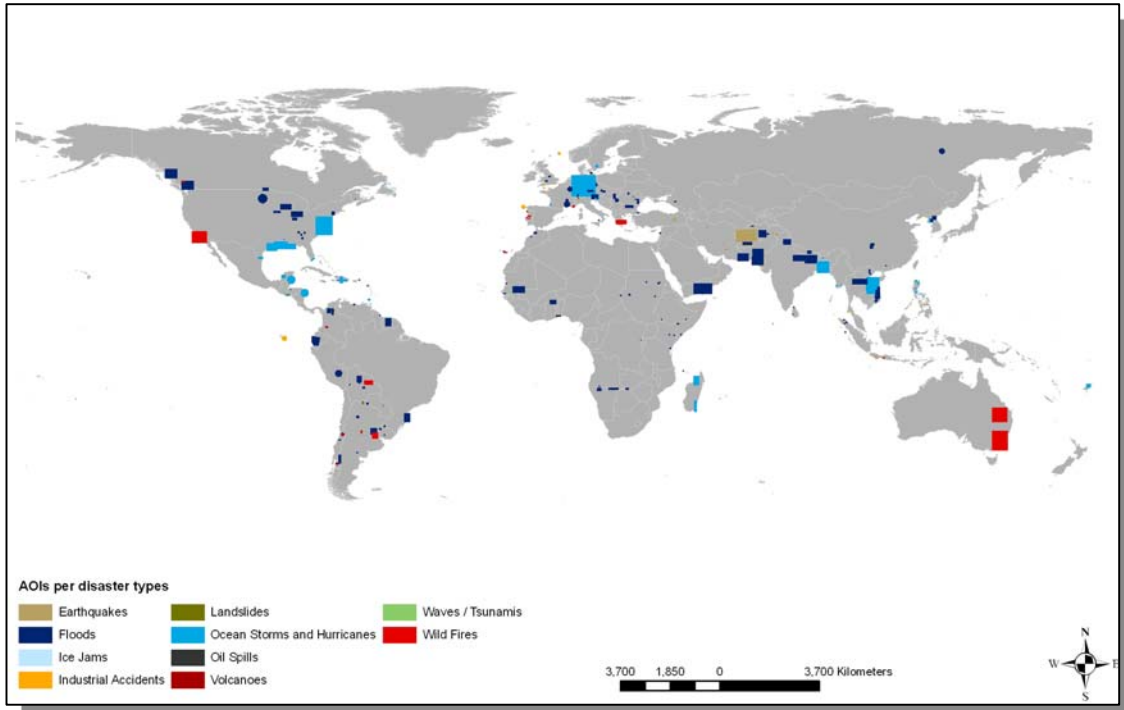 AOIs per disaster types
Earthquakes
Floods
Ice Jams
Industrial Accidents
Landslides
Ocean Storms and Hurricanes
Oil Spills
Volcanoes
Waves / Tsunamis
Wild Fires
3,700 1,850 0 3,700 Kilometers
N
W E
S